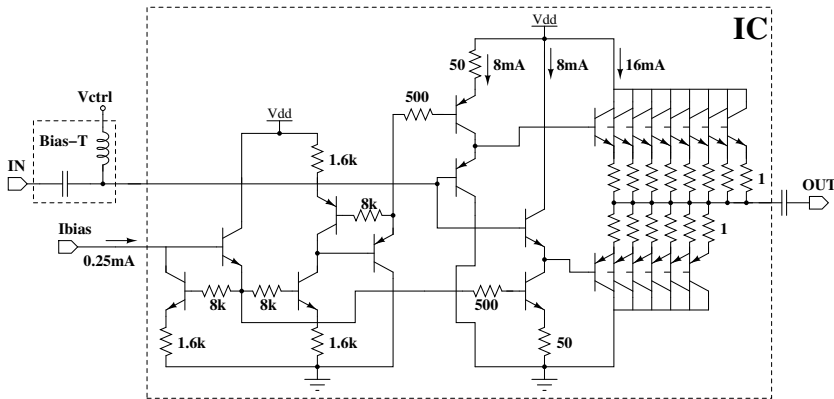 IC
Vdd
50
8mA
8mA
16mA
Vctrl
500
Bias-T
Vdd
1.6k
IN
8k
1
OUT
Ibias
0.25mA
1
8k
8k
500
1.6k
1.6k
50